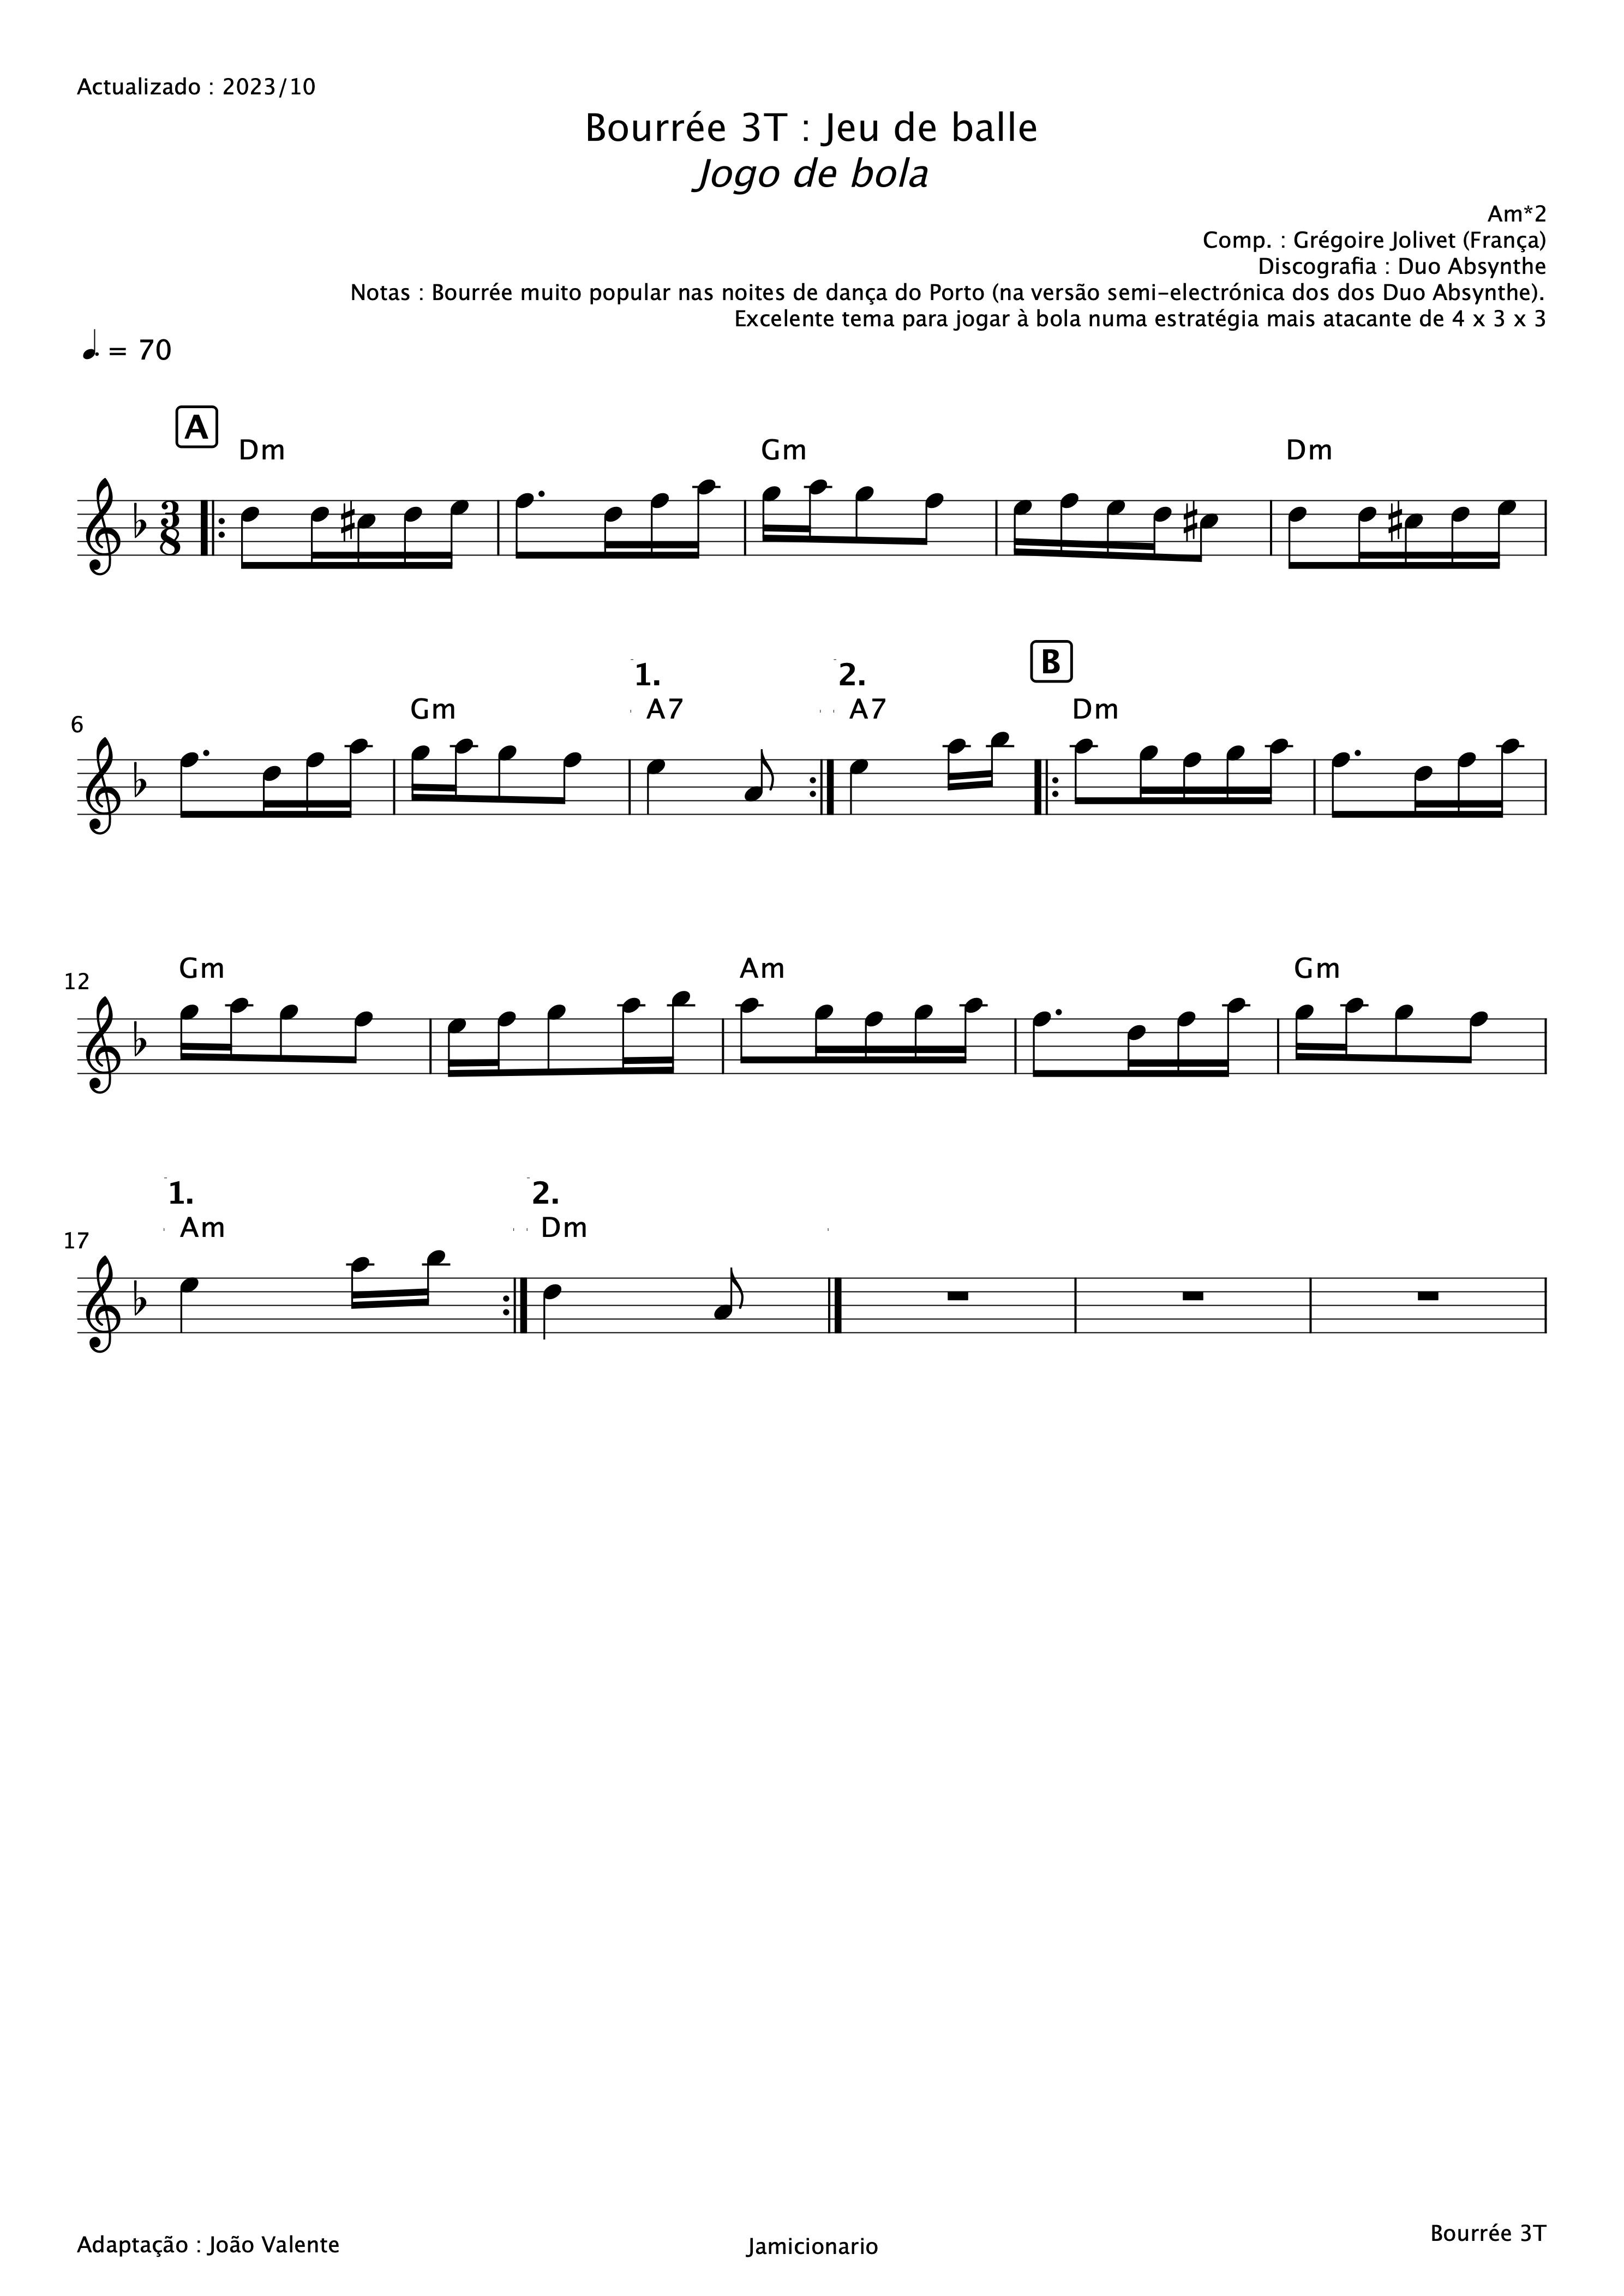 Actualizado : 2023/10
Bourrée 3T : Jeu de balle
Jogo de bola
Am*2
Comp. : Grégoire Jolivet (França)
Discografia : Duo Absynthe
Notas : Bourrée muito popular nas noites de dança do Porto (na versão semi-electrónica dos dos Duo Absynthe).
Excelente tema para jogar à bola numa estratégia mais atacante de 4 x 3 x 3
= 70
A
Dm Gm Dm
3
8
1. 2. B
6 Gm A7 A7 Dm
12 Gm Am Gm
1. 2.
17 Am Dm
Adaptação : João Valente
Jamicionario
Bourrée 3T